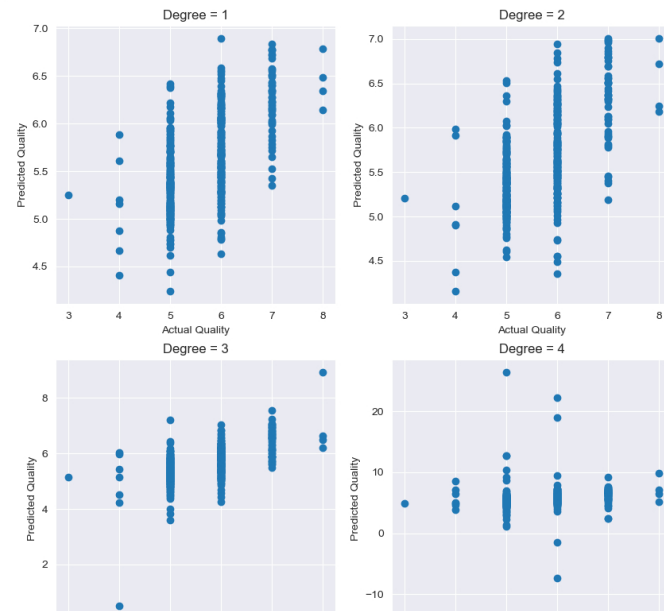 Degree = 1
Predicted Quality
7.0
6.5
6.0
5.5
5.0
4.5
3 4 5 6 7 8
Actual Quality
Degree = 2
Predicted Quality
7.0
6.5
6.0
5.5
5.0
4.5
3 4 5 6 7 8
Actual Quality
Degree = 3
Predicted Quality
8
6
4
2
Degree = 4
Predicted Quality
20
10
0
−10